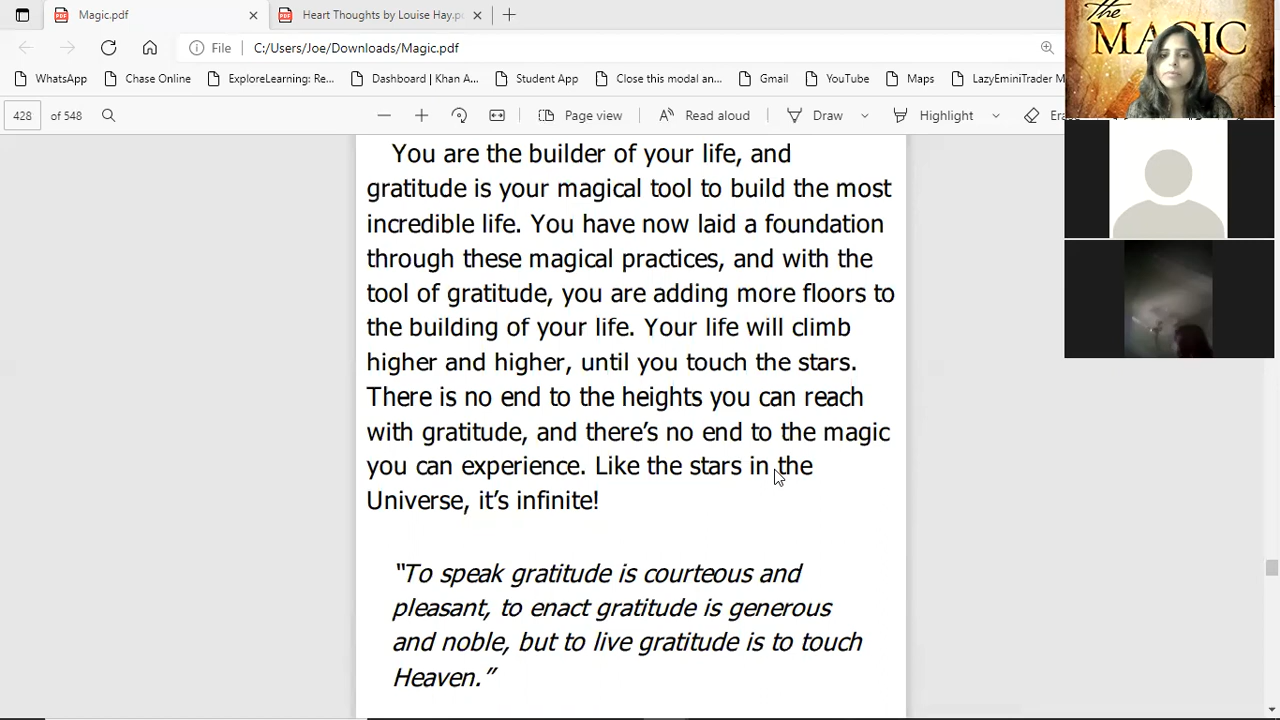 Magic.pdf
Heart Thoughts by Louise Hay.p
File C:/Users/Joe/Downloads/Magic.pdf
WhatsApp Chase Online ExploreLearning: Re... Dashboard | Khan A... Student App Close this modal an... Gmail YouTube Maps LazyEminiTrader M
428 of 548 Page view Read aloud Draw Highlight Era
The
MAGIC
You are the builder of your life, and
gratitude is your magical tool to build the most
incredible life. You have now laid a foundation
through these magical practices, and with the
tool of gratitude, you are adding more floors to
the building of your life. Your life will climb
higher and higher, until you touch the stars.
There is no end to the heights you can reach
with gratitude, and there’s no end to the magic
you can experience. Like the stars in the
Universe, it’s infinite!
“To speak gratitude is courteous and
pleasant, to enact gratitude is generous
and noble, but to live gratitude is to touch
Heaven.”